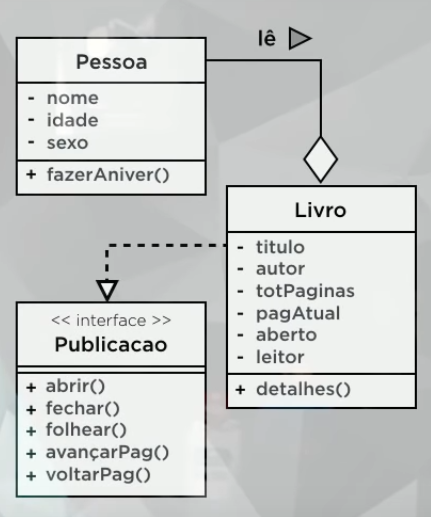 lê
Pessoa
- nome
- idade
- sexo
+ fazerAniver()
Livro
- titulo
- autor
- totPaginas
- pagAtual
- aberto
- leitor
+ detalhes()
<< interface >>
Publicacao
+ abrir()
+ fechar()
+ folhear()
+ avançarPag()
+ voltarPag()